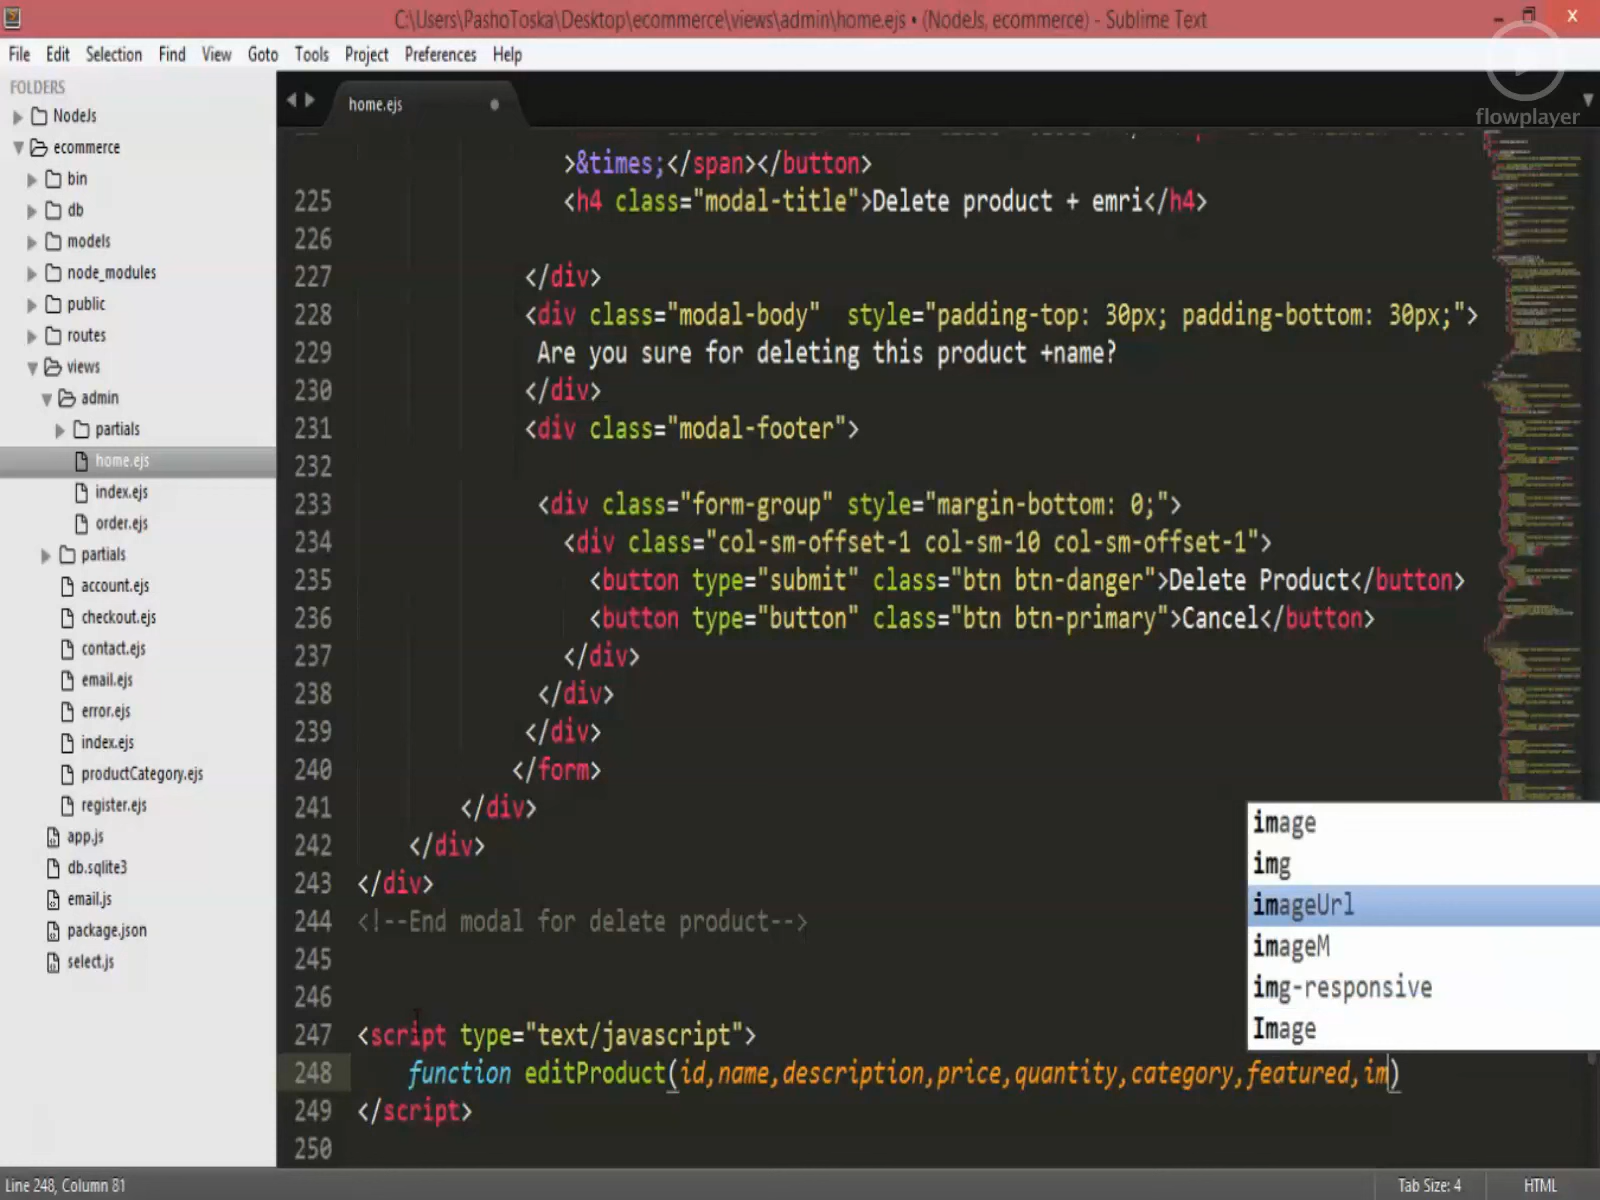 C:\Users\PashoToska\Desktop\ecommerce\views\admin\home.ejs • (NodeJs, ecommerce) - Sublime Text
File Edit Selection Find View Goto Tools Project Preferences Help
flowplayer
FOLDERS
NodeJs
ecommerce
bin
db
models
node_modules
public
routes
views
admin
partials
home.ejs
index.ejs
order.ejs
partials
account.ejs
checkout.ejs
contact.ejs
email.ejs
error.ejs
index.ejs
productCategory.ejs
register.ejs
app.js
db.sqlite3
email.js
package.json
select.js
home.ejs
>&times;</span></button>
225 <h4 class="modal-title">Delete product + emri</h4>
226
227 </div>
228 <div class="modal-body"  style="padding-top: 30px; padding-bottom: 30px;">
229 Are you sure for deleting this product +name?
230 </div>
231 <div class="modal-footer">
232
233 <div class="form-group" style="margin-bottom: 0;">
234 <div class="col-sm-offset-1 col-sm-10 col-sm-offset-1">
235 <button type="submit" class="btn btn-danger">Delete Product</button>
236 <button type="button" class="btn btn-primary">Cancel</button>
237 </div>
238 </div>
239 </div>
240 </form>
241 </div>
242 </div>
243 </div>
244 <!--End modal for delete product-->
245
246
247 <script type="text/javascript">
248 function editProduct(id,name,description,price,quantity,category,featured,im)
249 </script>
250
image
img
imageUrl
imageM
img-responsive
Image
Line 248, Column 81
Tab Size: 4
HTML